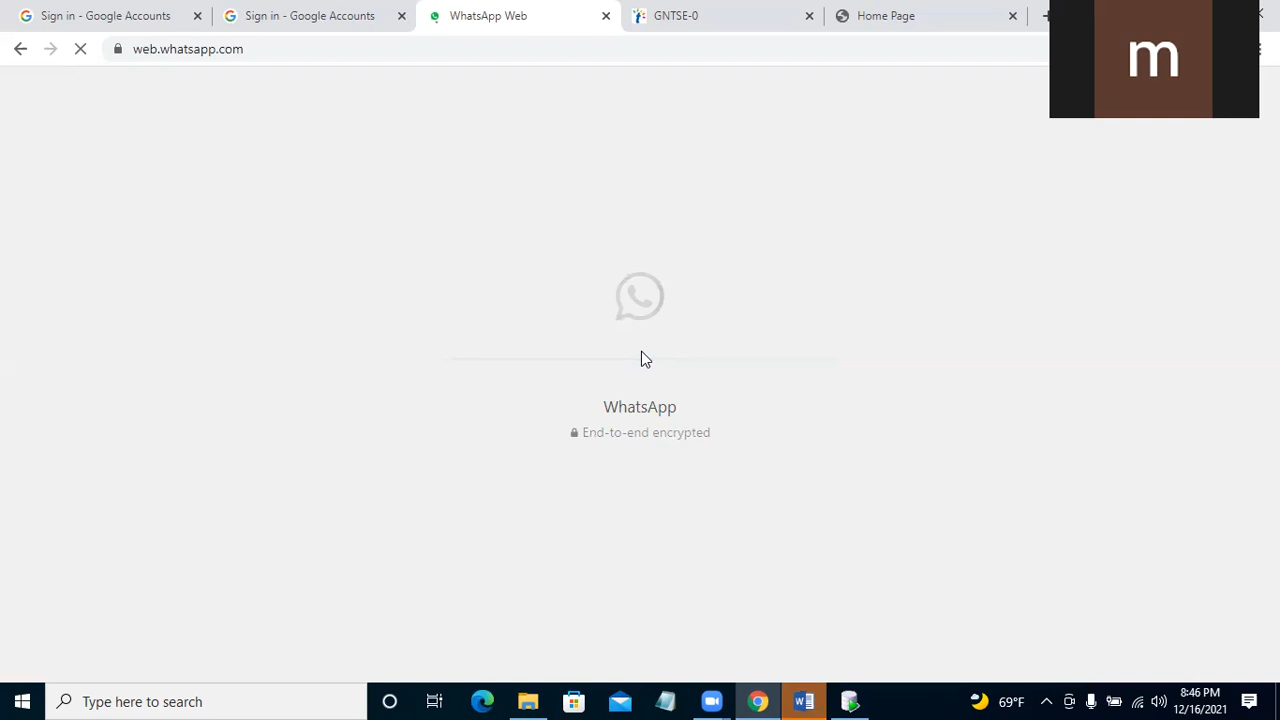 Sign in - Google Accounts
Sign in - Google Accounts
WhatsApp Web
GNTSE-0
Home Page
web.whatsapp.com
m
WhatsApp
End-to-end encrypted
Type here to search
69°F
8:46 PM
12/16/2021